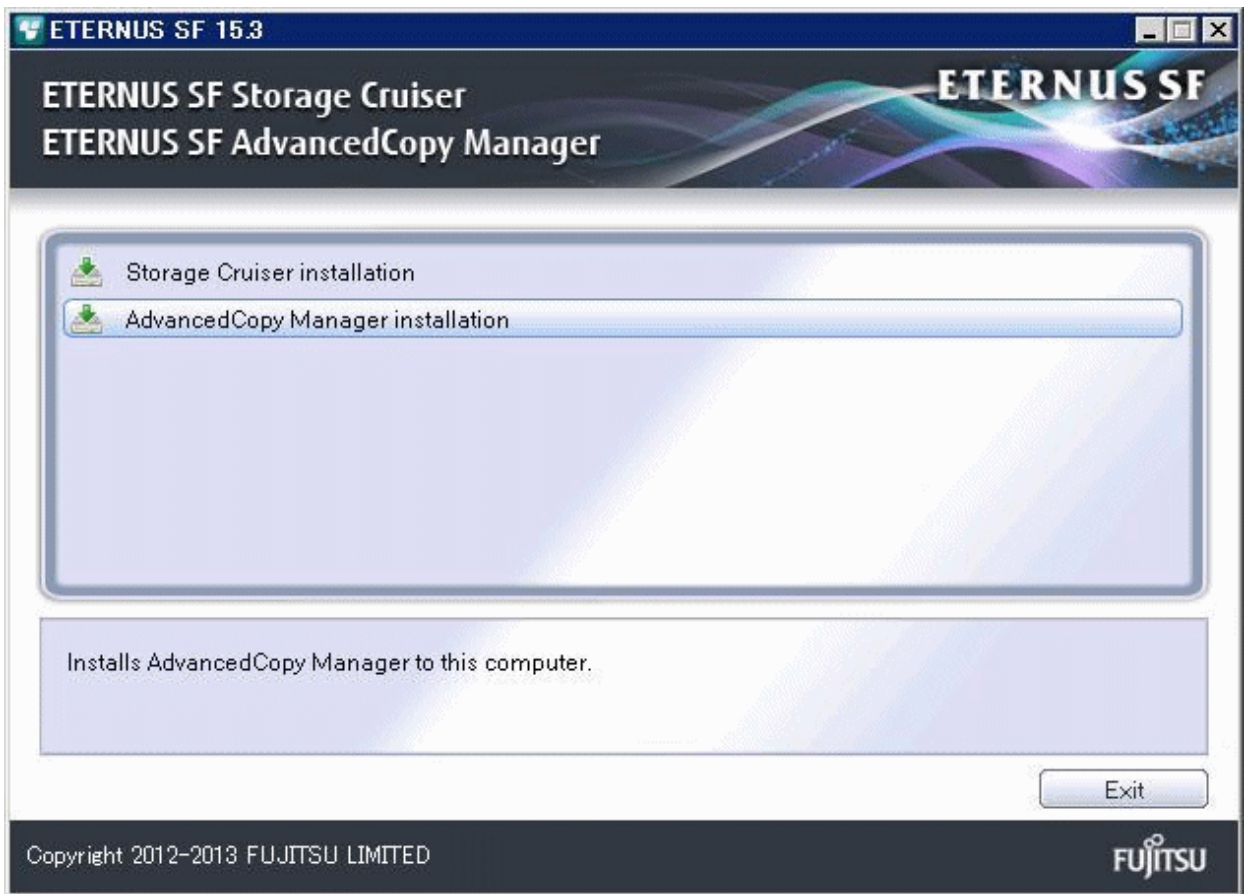 ETERNUS SF 15.3
ETERNUS SF Storage Cruiser
ETERNUS SF AdvancedCopy Manager
ETERNUS SF
Storage Cruiser installation
AdvancedCopy Manager installation
Installs AdvancedCopy Manager to this computer.
Exit
Copyright 2012-2013 FUJITSU LIMITED
FUJITSU